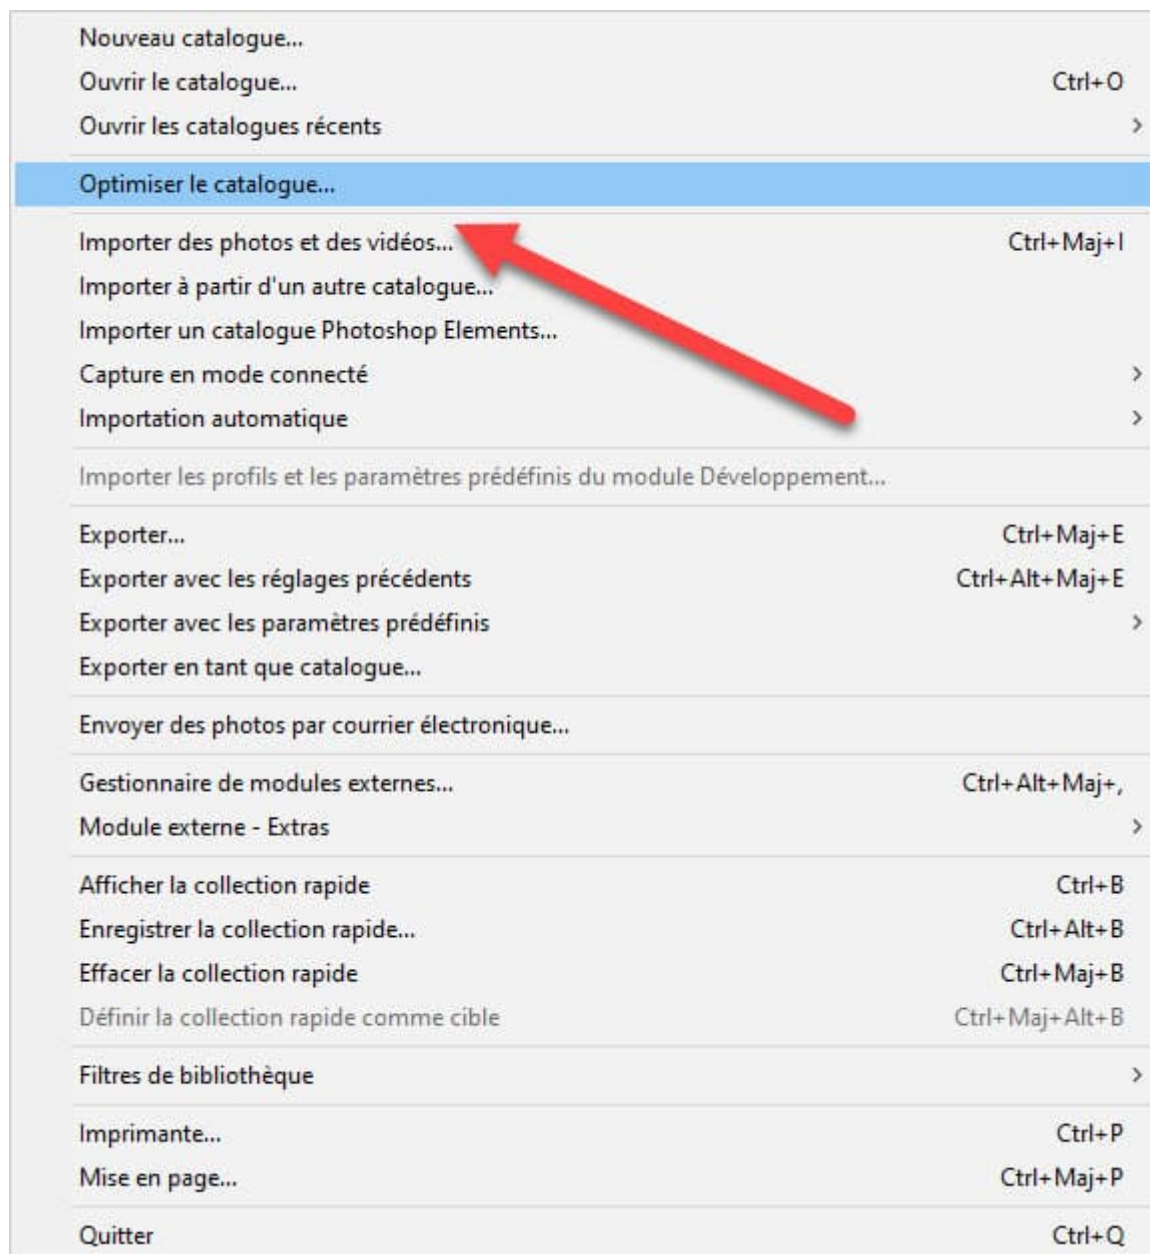 Nouveau catalogue...
Ouvrir le catalogue... Ctrl+O
Ouvrir les catalogues récents
Optimiser le catalogue...
Importer des photos et des vidéos... Ctrl+Maj+I
Importer à partir d'un autre catalogue...
Importer un catalogue Photoshop Elements...
Capture en mode connecté
Importation automatique
Importer les profils et les paramètres prédéfinis du module Développement...
Exporter... Ctrl+Maj+E
Exporter avec les réglages précédents Ctrl+Alt+Maj+E
Exporter avec les paramètres prédéfinis
Exporter en tant que catalogue...
Envoyer des photos par courrier électronique...
Gestionnaire de modules externes... Ctrl+Alt+Maj+,
Module externe - Extras
Afficher la collection rapide Ctrl+B
Enregistrer la collection rapide... Ctrl+Alt+B
Effacer la collection rapide Ctrl+Maj+B
Définir la collection rapide comme cible Ctrl+Maj+Alt+B
Filtres de bibliothèque
Imprimante... Ctrl+P
Mise en page... Ctrl+Maj+P
Quitter Ctrl+Q